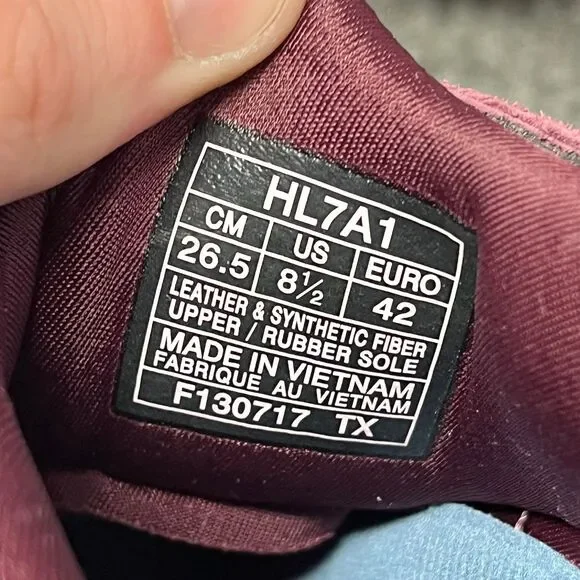 HL7A1
CM US EURO
26.5 8½ 42
LEATHER & SYNTHETIC FIBER
UPPER / RUBBER SOLE
MADE IN VIETNAM
FABRIQUE AU VIETNAM
F130717 TX